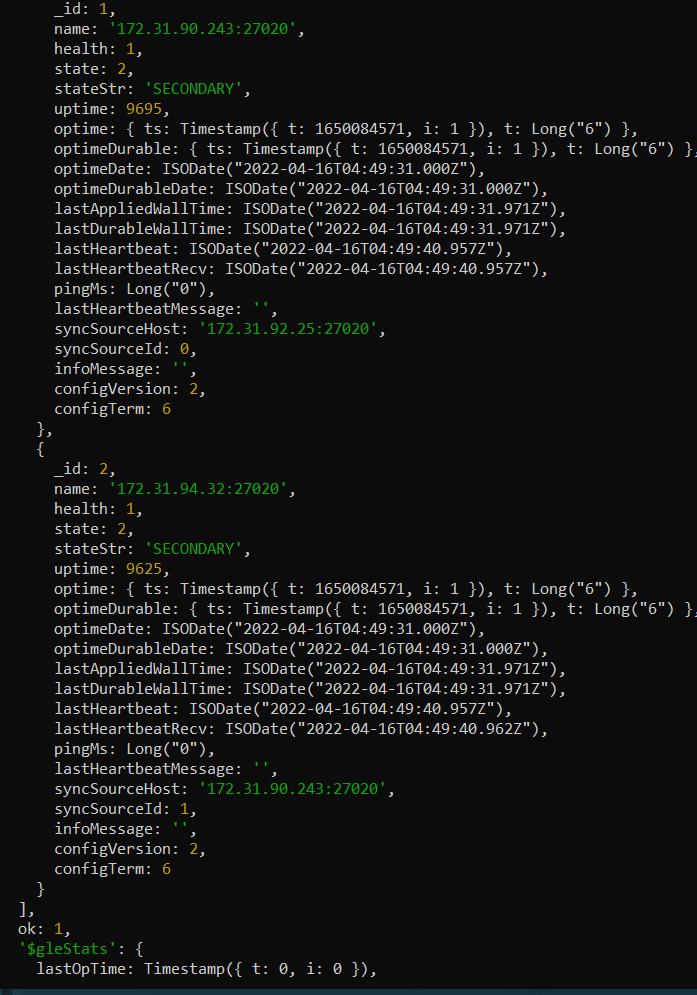 _id: 1,
name: '172.31.90.243:27020',
health: 1,
state: 2,
stateStr: 'SECONDARY',
uptime: 9695,
optime: { ts: Timestamp({ t: 1650084571, i: 1 }), t: Long("6") },
optimeDurable: { ts: Timestamp({ t: 1650084571, i: 1 }), t: Long("6") },
optimeDate: ISODate("2022-04-16T04:49:31.000Z"),
optimeDurableDate: ISODate("2022-04-16T04:49:31.000Z"),
lastAppliedWallTime: ISODate("2022-04-16T04:49:31.971Z"),
lastDurableWallTime: ISODate("2022-04-16T04:49:31.971Z"),
lastHeartbeat: ISODate("2022-04-16T04:49:40.957Z"),
lastHeartbeatRecv: ISODate("2022-04-16T04:49:40.957Z"),
pingMs: Long("0"),
lastHeartbeatMessage: '',
syncSourceHost: '172.31.92.25:27020',
syncSourceId: 0,
infoMessage: '',
configVersion: 2,
configTerm: 6
},
{
_id: 2,
name: '172.31.94.32:27020',
health: 1,
state: 2,
stateStr: 'SECONDARY',
uptime: 9625,
optime: { ts: Timestamp({ t: 1650084571, i: 1 }), t: Long("6") },
optimeDurable: { ts: Timestamp({ t: 1650084571, i: 1 }), t: Long("6") },
optimeDate: ISODate("2022-04-16T04:49:31.000Z"),
optimeDurableDate: ISODate("2022-04-16T04:49:31.000Z"),
lastAppliedWallTime: ISODate("2022-04-16T04:49:31.971Z"),
lastDurableWallTime: ISODate("2022-04-16T04:49:31.971Z"),
lastHeartbeat: ISODate("2022-04-16T04:49:40.957Z"),
lastHeartbeatRecv: ISODate("2022-04-16T04:49:40.962Z"),
pingMs: Long("0"),
lastHeartbeatMessage: '',
syncSourceHost: '172.31.90.243:27020',
syncSourceId: 1,
infoMessage: '',
configVersion: 2,
configTerm: 6
}
],
ok: 1,
'$gleStats': {
lastOpTime: Timestamp({ t: 0, i: 0 }),